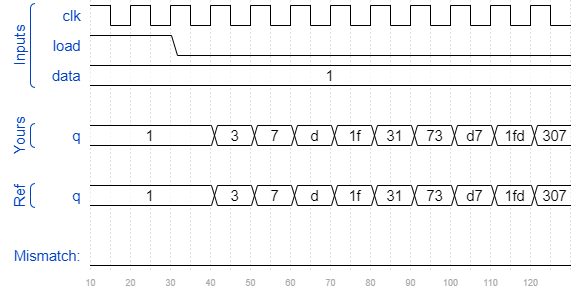 Inputs
clk
load
data 1
Yours
q 1 3 7 d 1f 31 73 d7 1fd 307
Ref
q 1 3 7 d 1f 31 73 d7 1fd 307
Mismatch:
10 20 30 40 50 60 70 80 90 100 110 120